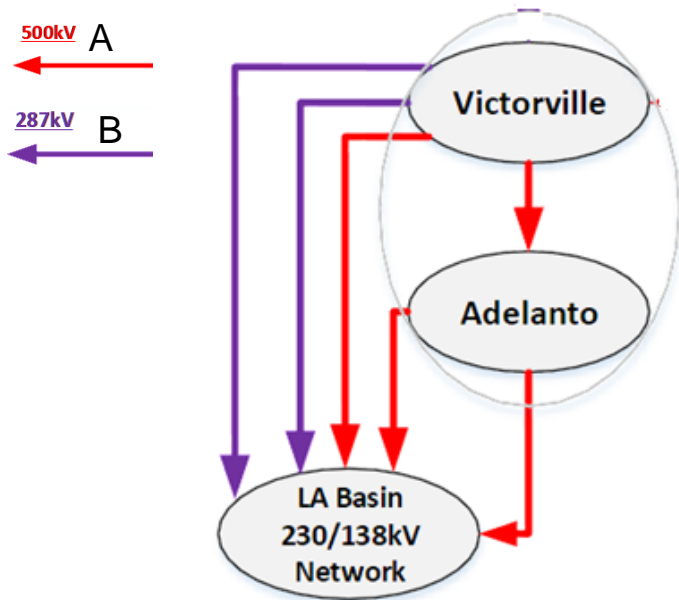 500kV A
287kV B
Victorville
Adelanto
LA Basin
230/138kV
Network